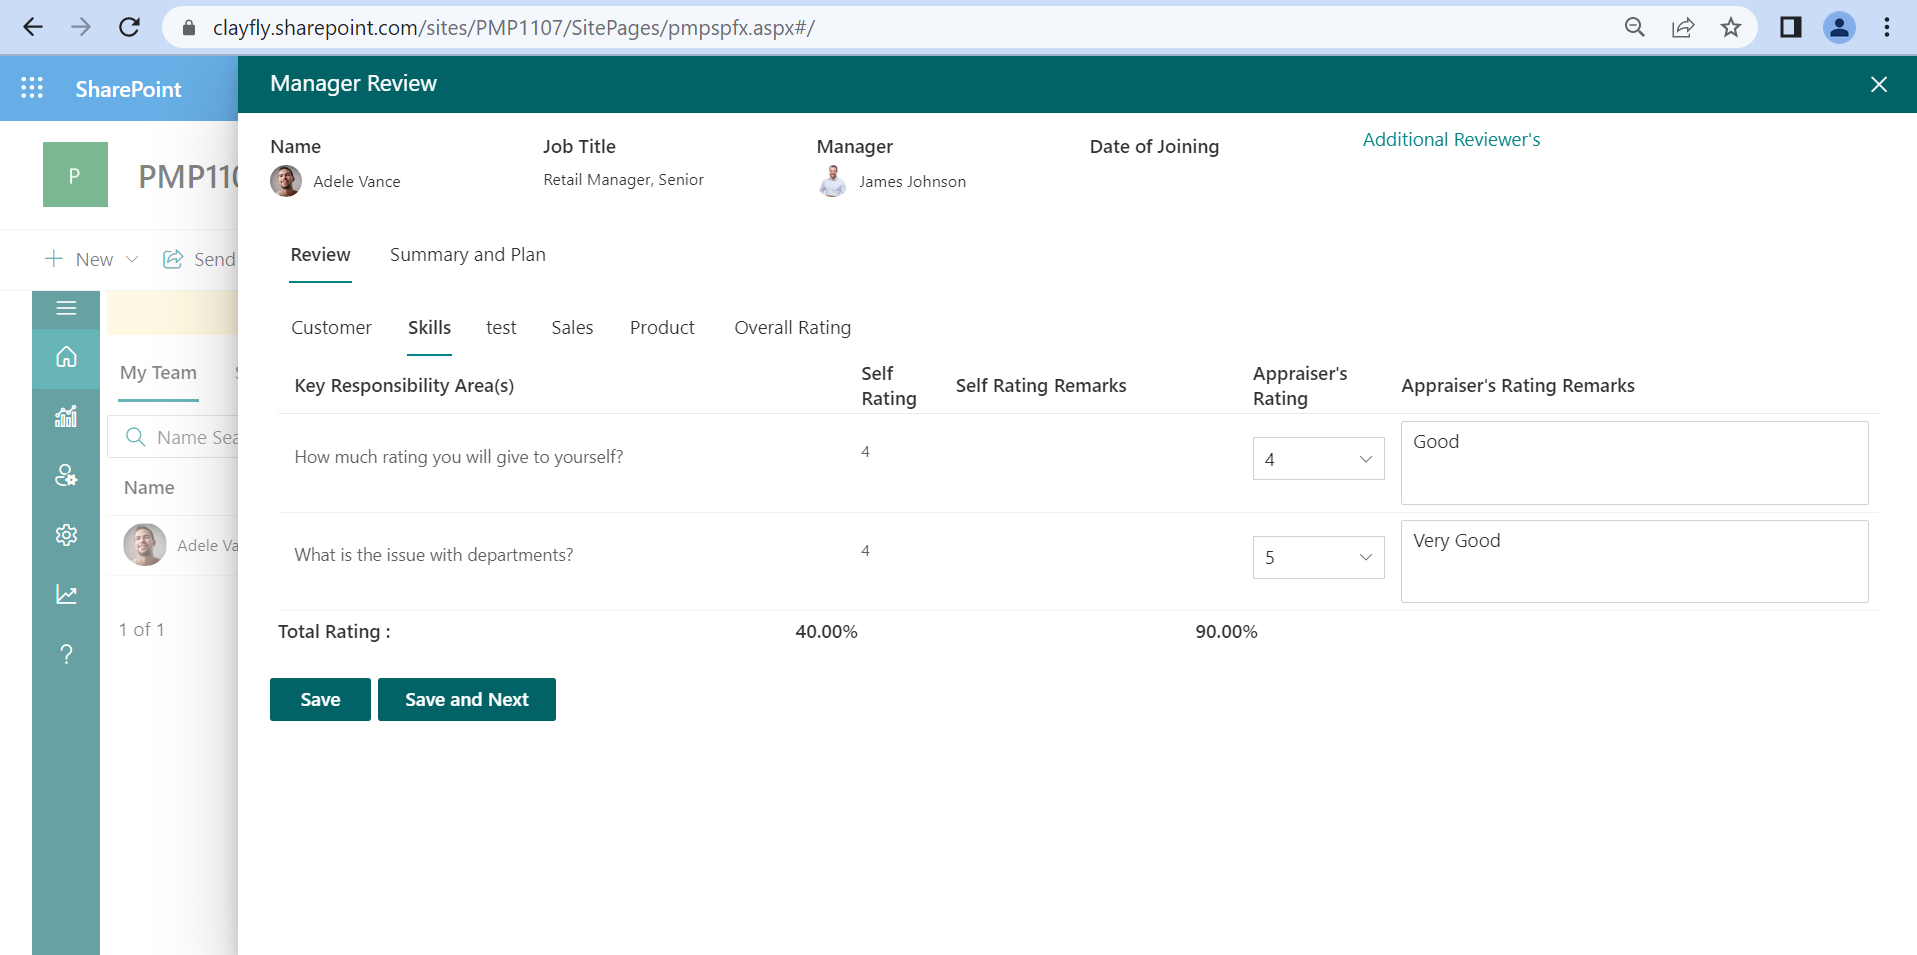 clayfly.sharepoint.com/sites/PMP1107/SitePages/pmpspfx.aspx#/
SharePoint
Manager Review
P
PMP110
Name
Job Title
Manager
Date of Joining
Additional Reviewer's
Adele Vance
Retail Manager, Senior
James Johnson
New
Send
Review
Summary and Plan
Customer
Skills
test
Sales
Product
Overall Rating
My Team
S
Key Responsibility Area(s)
Self
Rating
Self Rating Remarks
Appraiser's
Rating
Appraiser's Rating Remarks
Name Sea
How much rating you will give to yourself?
4
4
Good
Name
Adele Va
What is the issue with departments?
4
5
Very Good
1 of 1
Total Rating :
40.00%
90.00%
Save
Save and Next